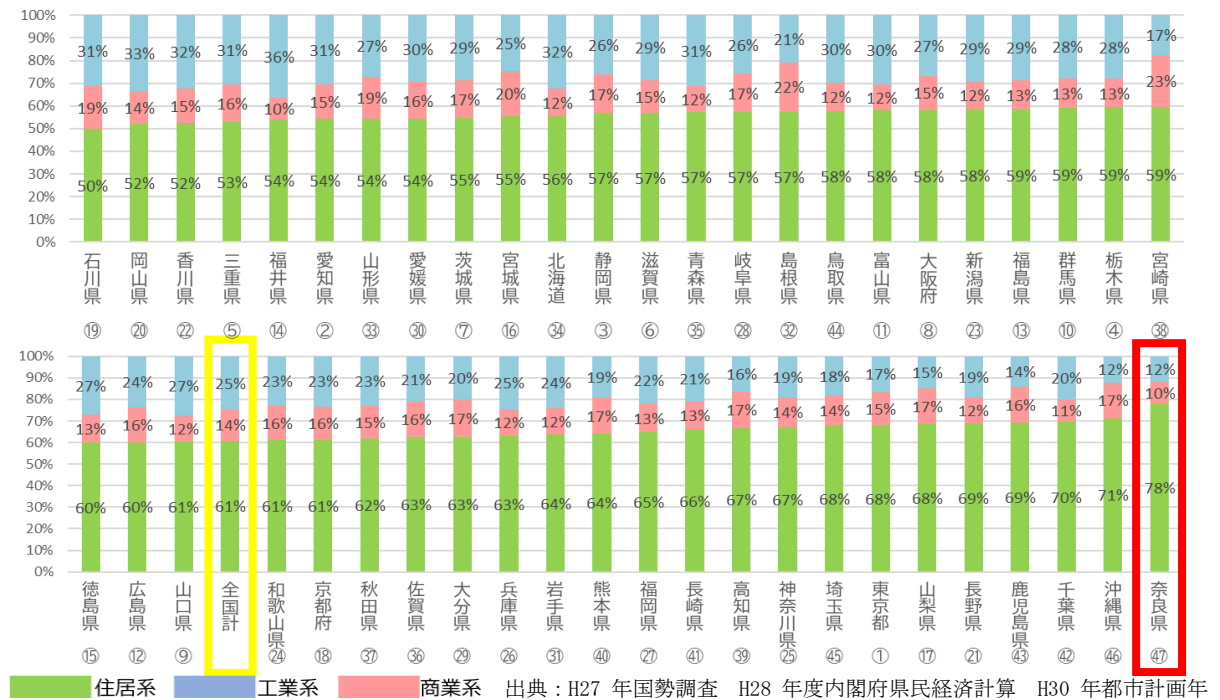 100%
90%
80%
70%
60%
50%
40%
30%
20%
10%
0%
31% 33% 32% 31% 36% 31% 27% 30% 29% 25% 32% 26% 29% 31% 26% 21% 30% 30% 27% 29% 29% 28% 28% 17%
19% 14% 15% 16% 10% 15% 19% 16% 17% 20% 12% 17% 15% 12% 17% 22% 12% 12% 15% 12% 13% 13% 13% 23%
50% 52% 52% 53% 54% 54% 54% 54% 55% 55% 56% 57% 57% 57% 57% 57% 58% 58% 58% 58% 59% 59% 59% 59%
石川県 岡山県 香川県 三重県 福井県 愛知県 山形県 愛媛県 茨城県 宮城県 北海道 静岡県 滋賀県 青森県 岐阜県 島根県 鳥取県 富山県 大阪府 新潟県 福島県 群馬県 栃木県 宮崎県
⑲ ⑳ ㉒ ⑤ ⑭ ② ㉝ ㉚ ⑦ ⑯ ㉞ ③ ⑥ ㉟ ㉘ ㉜ ㊹ ⑪ ⑧ ㉓ ⑬ ⑩ ④ ㊳
100%
90%
80%
70%
60%
50%
40%
30%
20%
10%
0%
27% 24% 27% 25% 23% 23% 23% 21% 20% 25% 24% 19% 22% 21% 16% 19% 18% 17% 15% 19% 14% 20% 12% 12%
13% 16% 12% 14% 16% 16% 15% 16% 17% 12% 12% 17% 13% 13% 17% 14% 14% 15% 17% 12% 16% 11% 17% 10%
60% 60% 61% 61% 61% 61% 62% 63% 63% 63% 64% 64% 65% 66% 67% 67% 68% 68% 68% 69% 69% 70% 71% 78%
徳島県 広島県 山口県 全国計 和歌山県 京都府 秋田県 佐賀県 大分県 兵庫県 岩手県 熊本県 福岡県 長崎県 高知県 神奈川県 埼玉県 東京都 山梨県 長野県 鹿児島県 千葉県 沖縄県 奈良県
⑮ ⑫ ⑨ ㉔ ⑱ ㊲ ㊱ ㉙ ㉖ ㉛ ㊵ ㉗ ㊶ ㊴ ㉕ ㊺ ① ⑰ ㉑ ㊸ ㊷ ㊻ ㊼
住居系 工業系 商業系 出典：H27 年国勢調査 H28 年度内閣府県民経済計算 H30 年都市計画年